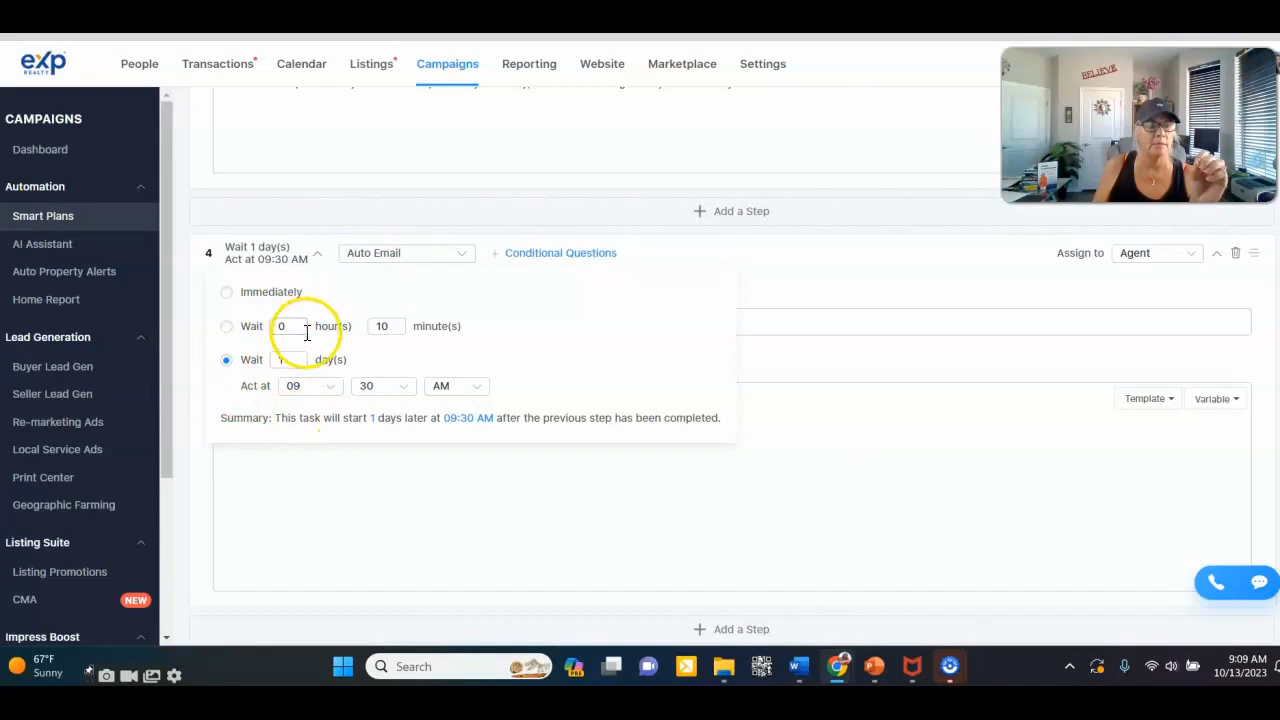 exp
REALTY
People
Transactions
Calendar
Listings
Campaigns
Reporting
Website
Marketplace
Settings
BELIEVE
CAMPAIGNS
Dashboard
Automation
Smart Plans
AI Assistant
Auto Property Alerts
Home Report
Lead Generation
Buyer Lead Gen
Seller Lead Gen
Re-marketing Ads
Local Service Ads
Print Center
Geographic Farming
Listing Suite
Listing Promotions
CMA NEW
Impress Boost
+ Add a Step
4
Wait 1 day(s)
Act at 09:30 AM
Auto Email
+ Conditional Questions
Assign to Agent
Immediately
Wait 0 hour(s) 10 minute(s)
Wait 1 day(s)
Act at 09 30 AM
Summary: This task will start 1 days later at 09:30 AM after the previous step has been completed.
Template
Variable
+ Add a Step
67°F
Sunny
Search
PRE
9:09 AM
10/13/2023